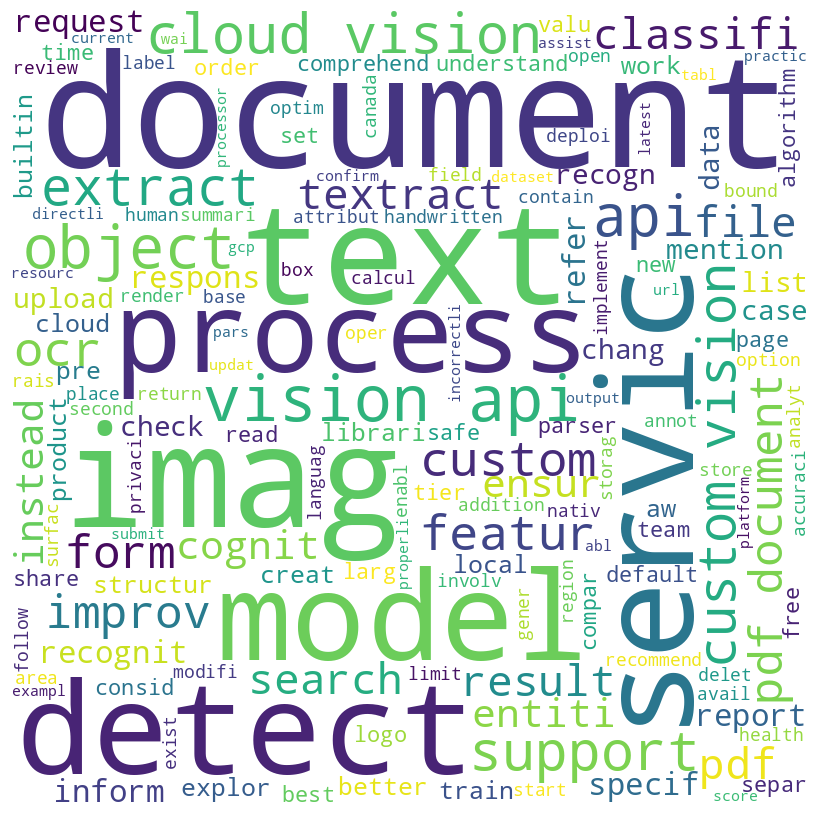 request
cloud vision
valu
classifi
current
wai
assist
time
label
order
comprehend
understand
open
work
tabl
practic
review
document
builtin
processor
optim
set
canada
deploi
latest
data
algorithm
extract
confirm
textract
field
dataset
recogn
bound
directli
human
summari
attribut
handwritten
contain
api
file
object
gcp
text
refer
mention
resourc
respons
box
calcul
implement
new
list
upload
render
base
url
cloud
process
pars
oper
incorrectli
servic
case
ocr
pre
updat
chang
page
option
rais
place
return
vision api
output
custom vision
pdf document
analyt
second
product
instead
check
read
librari
safe
parser
annot
privaci
languag
imag
custom
ensur
storag
store
accuraci
tier
addition
nativ
aw
team
platform
surfac
submit
properli
enabl
featur
abl
form
cognit
share
structur
creat
larg
involv
local
default
free
gener
region
compar
improv
model
follow
recognit
recommend
area
modifi
search
limit
result
delet
exampl
consid
avail
detect
exist
logo
entiti
report
support
health
pdf
inform
explor
best
better
train
start
specif
separ
score